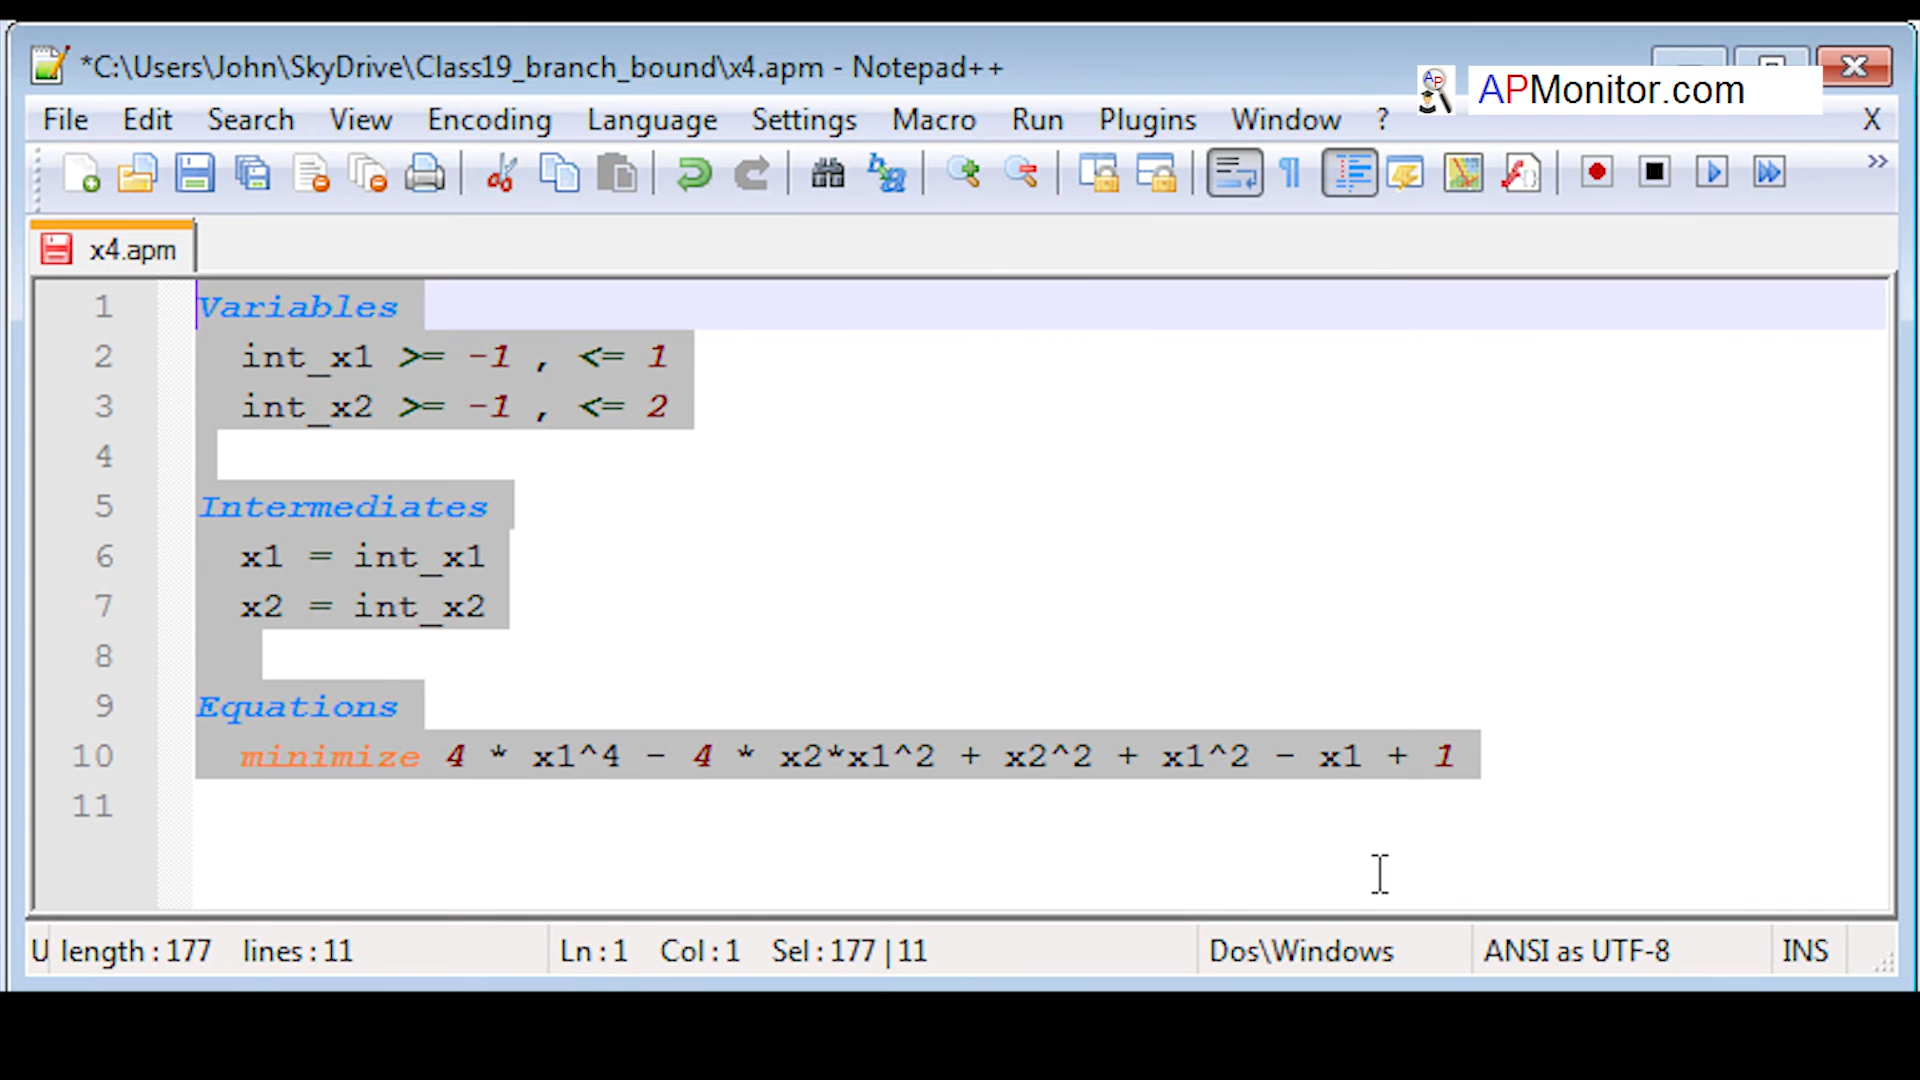 *C:\Users\John\SkyDrive\Class19_branch_bound\x4.apm - Notepad++
APMonitor.com
File Edit Search View Encoding Language Settings Macro Run Plugins Window ? X
x4.apm
1 Variables
2 int_x1 >= -1 , <= 1
3 int_x2 >= -1 , <= 2
4
5 Intermediates
6 x1 = int_x1
7 x2 = int_x2
8
9 Equations
10 minimize 4 * x1^4 - 4 * x2*x1^2 + x2^2 + x1^2 - x1 + 1
11
U length : 177 lines : 11 Ln : 1 Col : 1 Sel : 177 | 11 Dos\Windows ANSI as UTF-8 INS